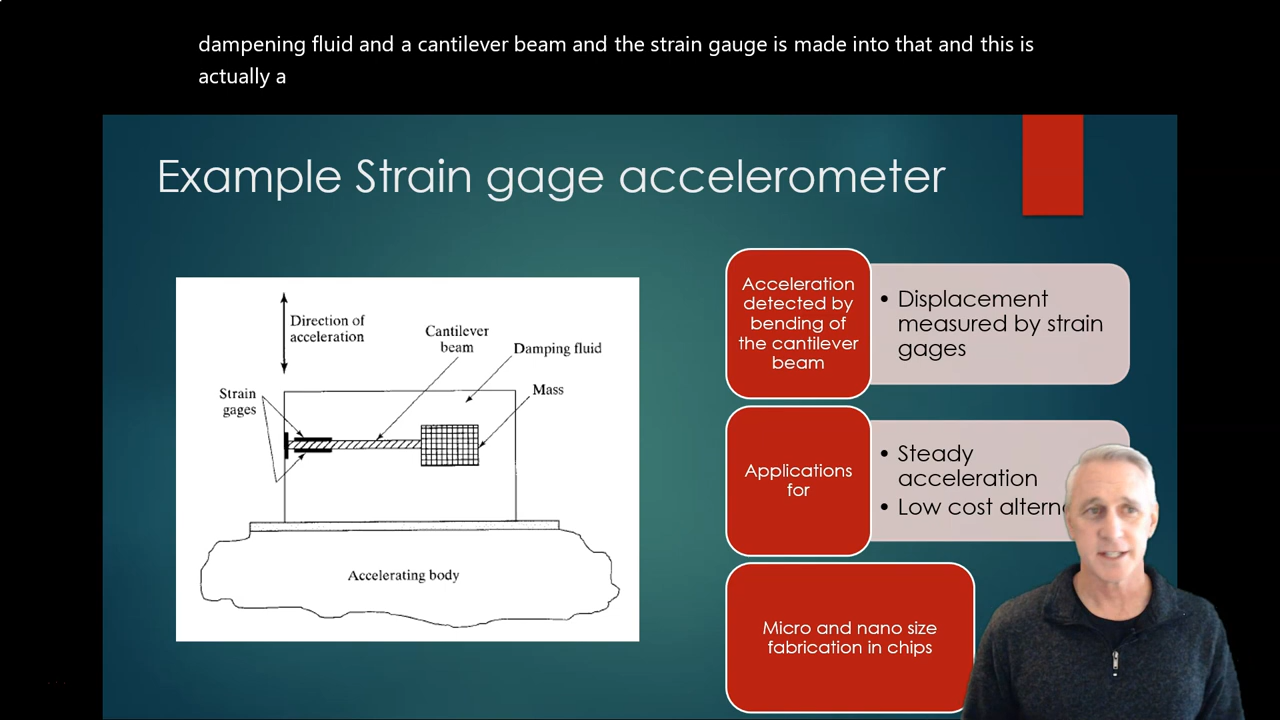 dampening fluid and a cantilever beam and the strain gauge is made into that and this is
actually a
Example Strain gage accelerometer
Direction of
acceleration
Cantilever
beam
Damping fluid
Mass
Strain
gages
Accelerating body
Acceleration
detected by
bending of
the cantilever
beam
• Displacement
measured by strain
gages
Applications
for
• Steady
acceleration
• Low cost
Micro and nano size
fabrication in chips